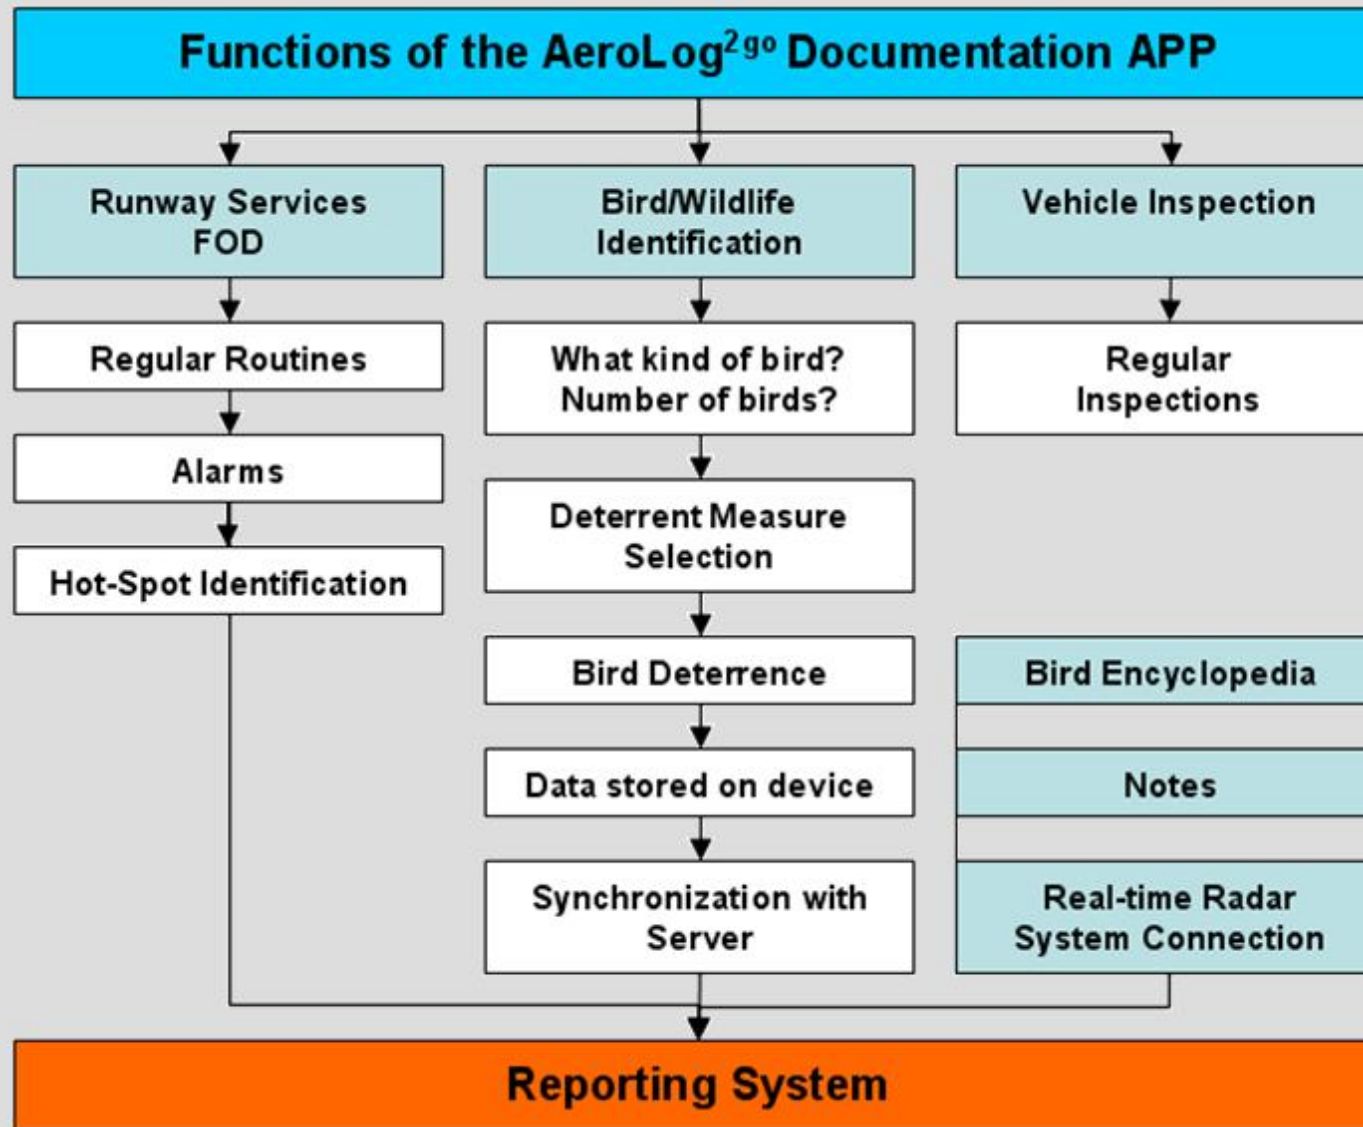 Functions of the AeroLog2go Documentation APP
Runway Services
FOD
Regular Routines
Alarms
Hot-Spot Identification
Bird/Wildlife
Identification
What kind of bird?
Number of birds?
Deterrent Measure
Selection
Bird Deterrence
Data stored on device
Synchronization with
Server
Vehicle Inspection
Regular
Inspections
Bird Encyclopedia
Notes
Real-time Radar
System Connection
Reporting System